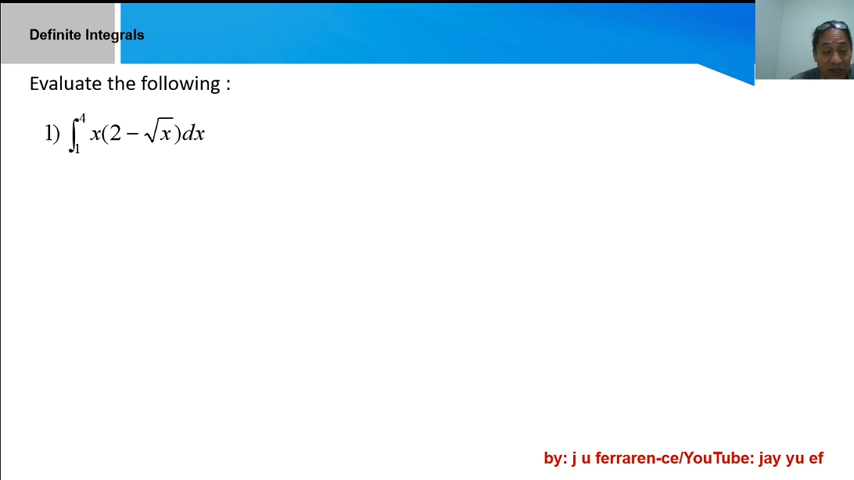 Definite Integrals
Evaluate the following :
1) ∫₁⁴ x(2 − √x)dx
by: j u ferraren-ce/YouTube: jay yu ef